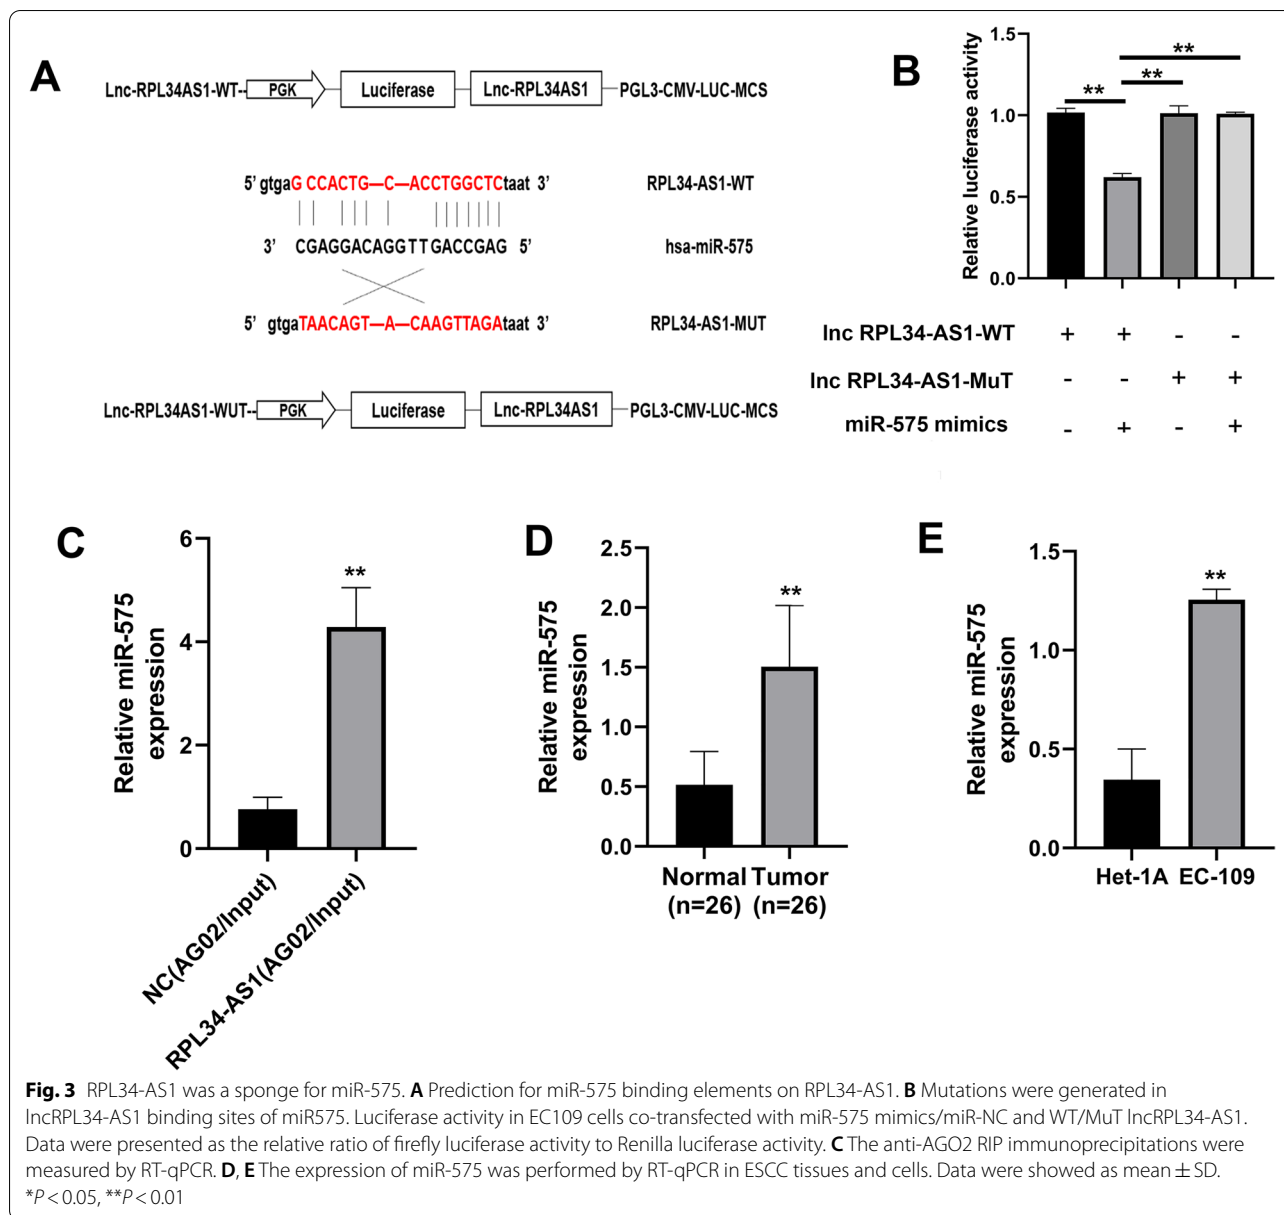 A
Lnc-RPL34AS1-WT-- PGK Luciferase Lnc-RPL34AS1 PGL3-CMV-LUC-MCS
5' gtgaG CCACTG—C—ACCTGGCTCtaat 3' RPL34-AS1-WT
3' CGAGGACAGGTTGACCGAG 5' hsa-miR-575
5' gtgaTAACAGT—A—CAAGTTAGAtaat 3' RPL34-AS1-MUT
Lnc-RPL34AS1-WUT-- PGK Luciferase Lnc-RPL34AS1 PGL3-CMV-LUC-MCS
B
Relative luciferase activity
1.5
1.0
0.5
0.0
**
**
**
lnc RPL34-AS1-WT + + - -
lnc RPL34-AS1-MuT - - + +
miR-575 mimics - + - +
C
Relative miR-575
expression
6
4
2
0
**
NC(AG02/Input)
RPL34-AS1(AG02/Input)
D
Relative miR-575
expression
2.5
2.0
1.5
1.0
0.5
0.0
**
Normal Tumor
(n=26) (n=26)
E
Relative miR-575
expression
1.5
1.0
0.5
0.0
**
Het-1A EC-109
Fig. 3 RPL34-AS1 was a sponge for miR-575. A Prediction for miR-575 binding elements on RPL34-AS1. B Mutations were generated in
lncRPL34-AS1 binding sites of miR575. Luciferase activity in EC109 cells co-transfected with miR-575 mimics/miR-NC and WT/MuT lncRPL34-AS1.
Data were presented as the relative ratio of firefly luciferase activity to Renilla luciferase activity. C The anti-AGO2 RIP immunoprecipitations were
measured by RT-qPCR. D, E The expression of miR-575 was performed by RT-qPCR in ESCC tissues and cells. Data were showed as mean ± SD.
*P < 0.05, **P < 0.01